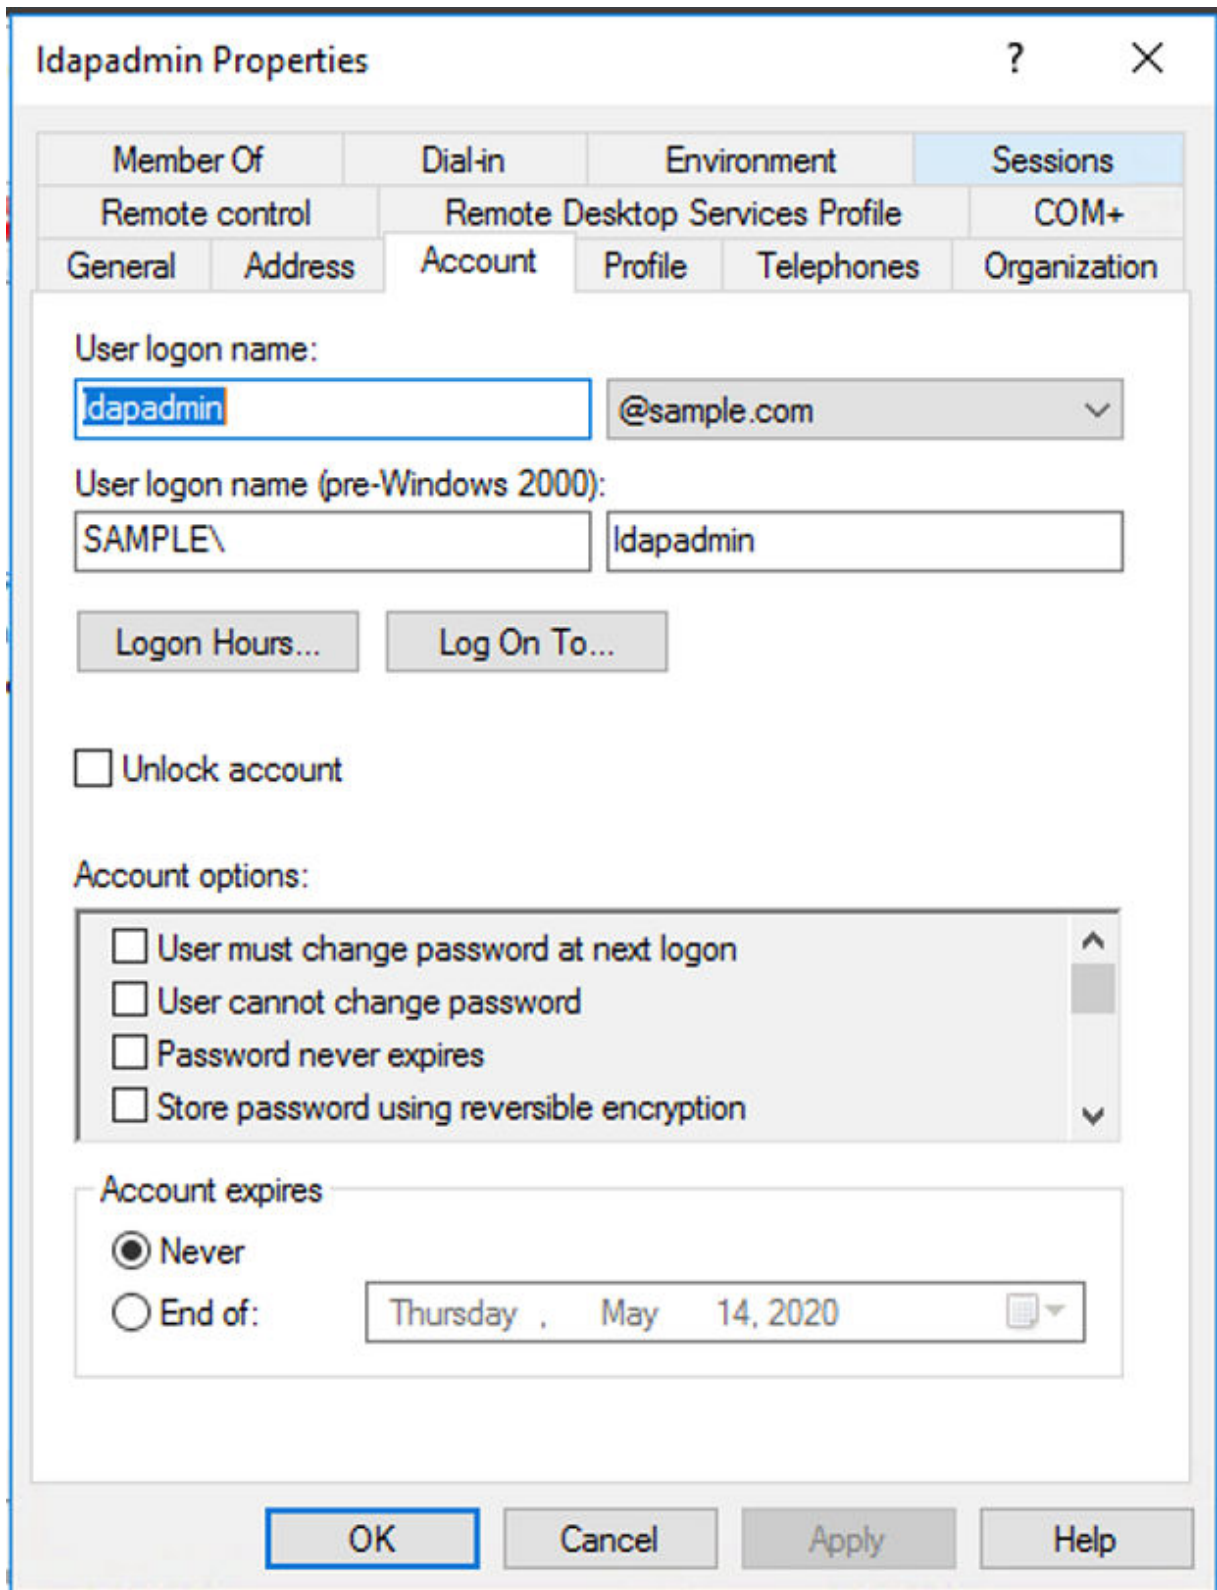 ldapadmin Properties ?
Member Of Dial-in Environment Sessions
Remote control Remote Desktop Services Profile COM+
General Address Account Profile Telephones Organization
User logon name:
ldapadmin @sample.com
User logon name (pre-Windows 2000):
SAMPLE\ ldapadmin
Logon Hours... Log On To...
Unlock account
Account options:
User must change password at next logon
User cannot change password
Password never expires
Store password using reversible encryption
Account expires
Never
End of: Thursday , May 14, 2020
OK Cancel Apply Help